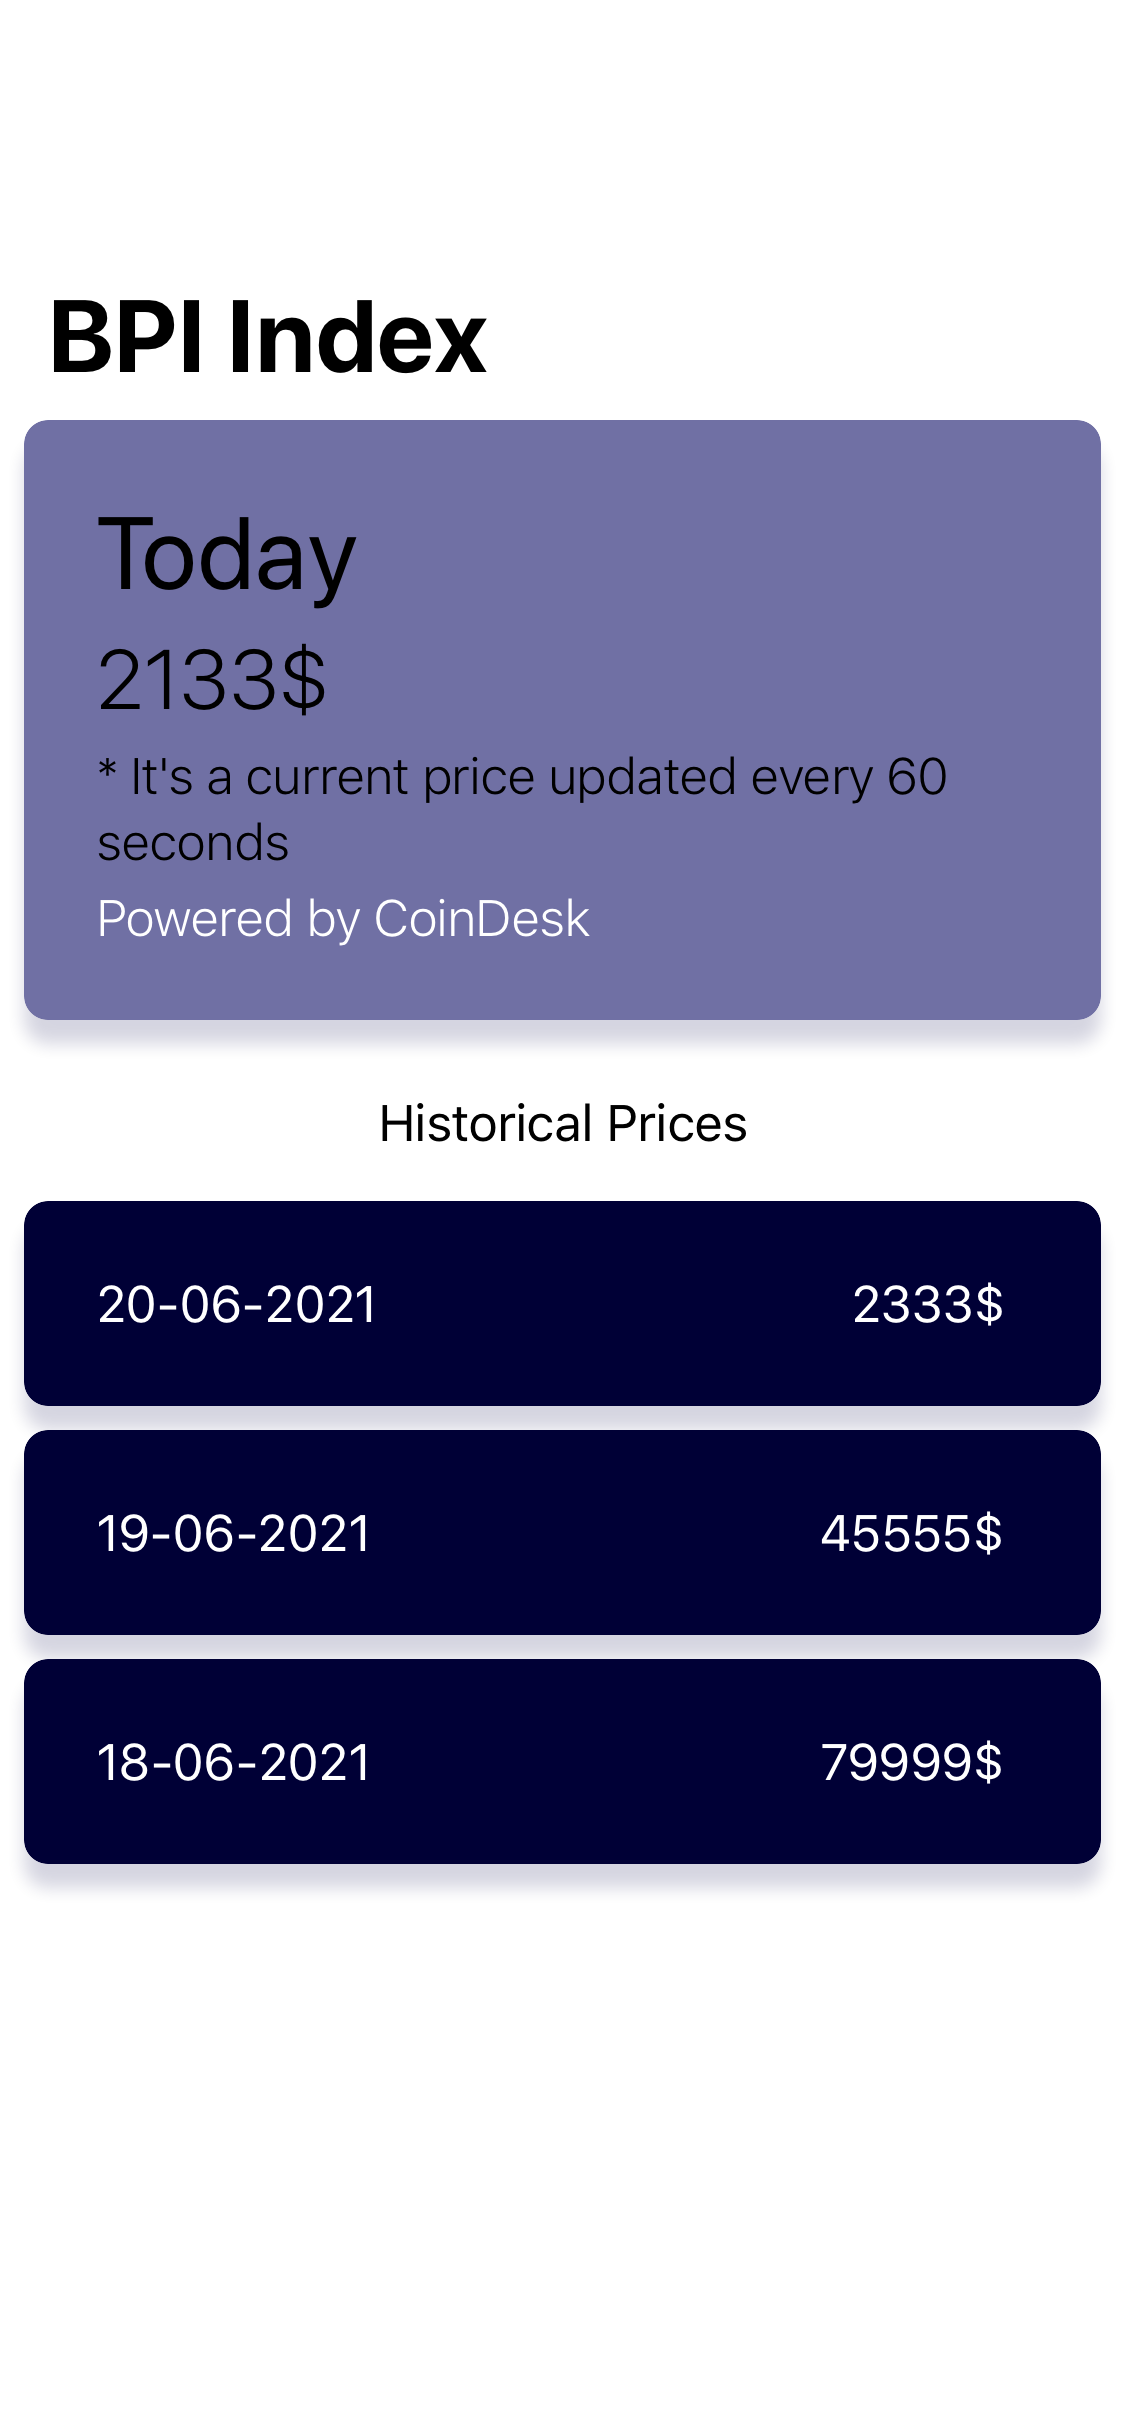 BPI Index
Today
2133$
* It's a current price updated every 60
seconds
Powered by CoinDesk
Historical Prices
20-06-2021 2333$
19-06-2021 45555$
18-06-2021 79999$